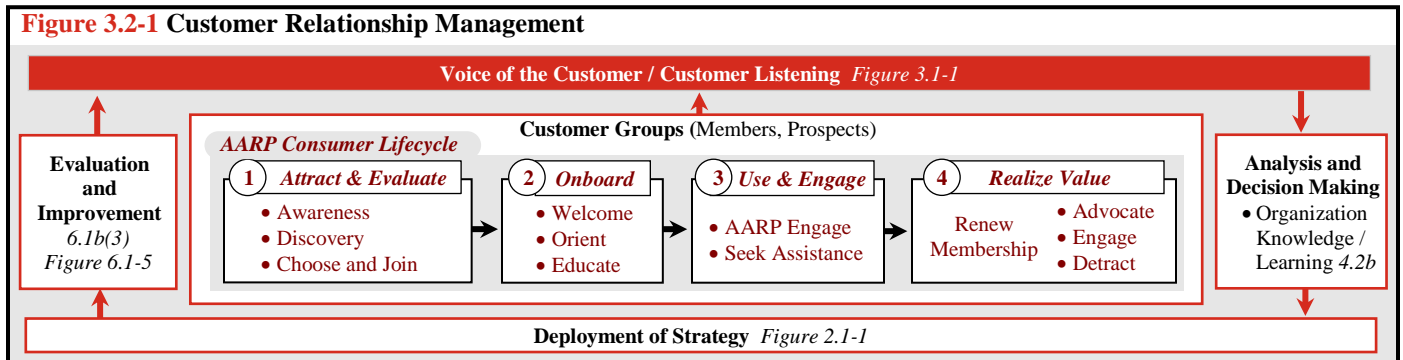 Figure 3.2-1 Customer Relationship Management
Voice of the Customer / Customer Listening Figure 3.1-1
Evaluation
and
Improvement
6.1b(3)
Figure 6.1-5
Customer Groups (Members, Prospects)
AARP Consumer Lifecycle
1 Attract & Evaluate
• Awareness
• Discovery
• Choose and Join
2 Onboard
• Welcome
• Orient
• Educate
3 Use & Engage
• AARP Engage
• Seek Assistance
4 Realize Value
Renew
Membership
• Advocate
• Engage
• Detract
Analysis and
Decision Making
• Organization
Knowledge /
Learning 4.2b
Deployment of Strategy Figure 2.1-1